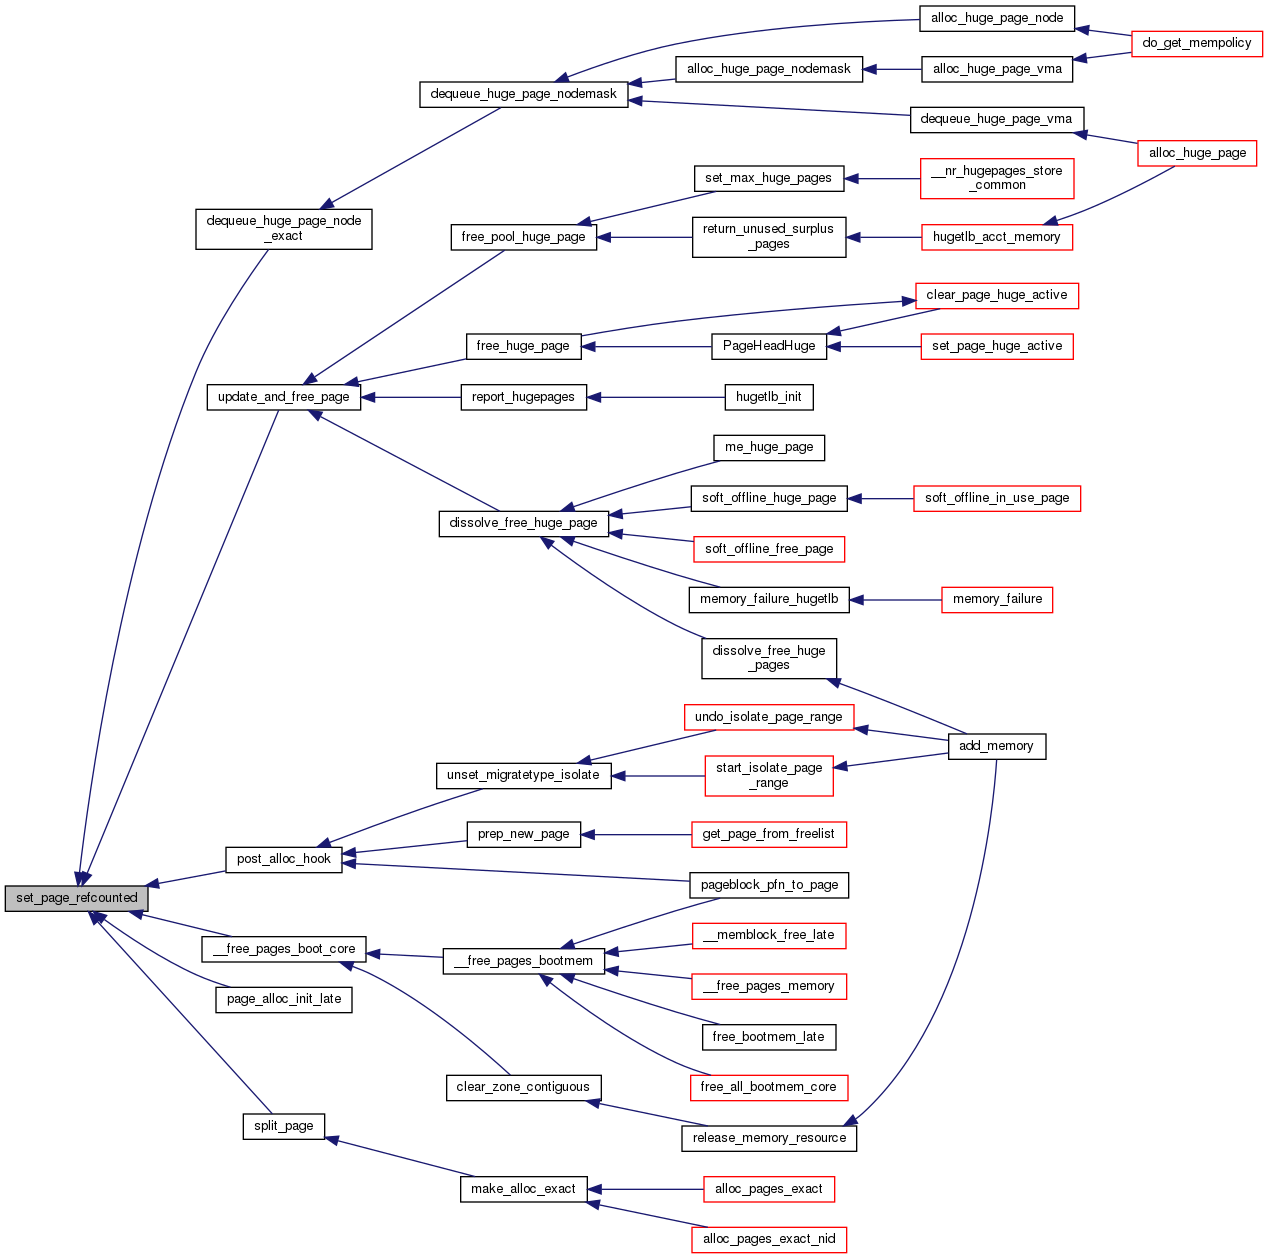 alloc_huge_page_node
do_get_mempolicy
alloc_huge_page_nodemask
alloc_huge_page_vma
dequeue_huge_page_nodemask
dequeue_huge_page_vma
alloc_huge_page
set_max_huge_pages
__nr_hugepages_store
_common
dequeue_huge_page_node
_exact
free_pool_huge_page
return_unused_surplus
_pages
hugetlb_acct_memory
clear_page_huge_active
free_huge_page
PageHeadHuge
set_page_huge_active
update_and_free_page
report_hugepages
hugetlb_init
me_huge_page
soft_offline_huge_page
soft_offline_in_use_page
dissolve_free_huge_page
soft_offline_free_page
memory_failure_hugetlb
memory_failure
dissolve_free_huge
_pages
undo_isolate_page_range
add_memory
unset_migratetype_isolate
start_isolate_page
_range
prep_new_page
get_page_from_freelist
post_alloc_hook
pageblock_pfn_to_page
set_page_refcounted
__memblock_free_late
__free_pages_boot_core
__free_pages_bootmem
__free_pages_memory
page_alloc_init_late
free_bootmem_late
clear_zone_contiguous
free_all_bootmem_core
split_page
release_memory_resource
make_alloc_exact
alloc_pages_exact
alloc_pages_exact_nid